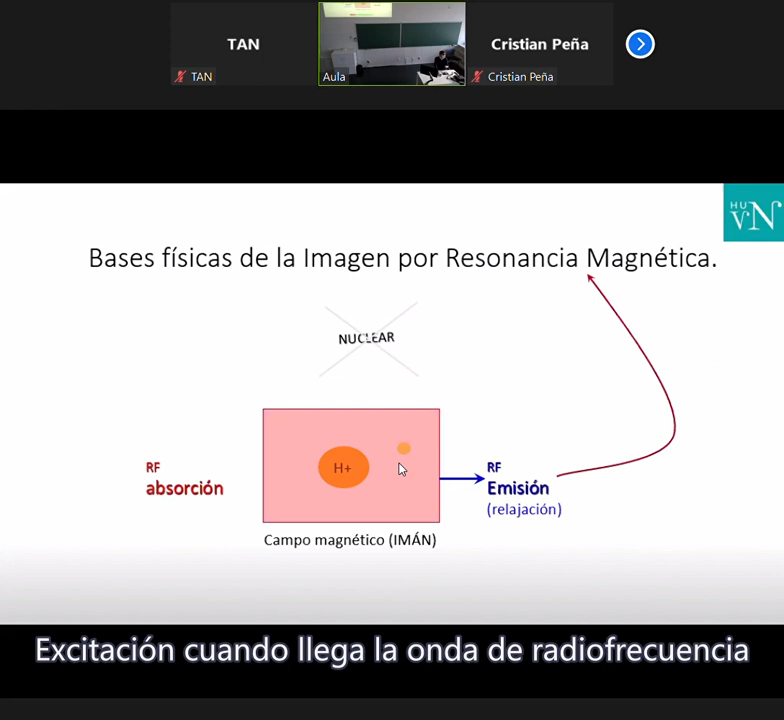 TAN
Cristian Peña
TAN
Aula
Cristian Peña
HU
VN
Bases físicas de la Imagen por Resonancia Magnética.
NUCLEAR
RF
absorción
H+
RF
Emisión
(relajación)
Campo magnético (IMÁN)
Excitación cuando llega la onda de radiofrecuencia